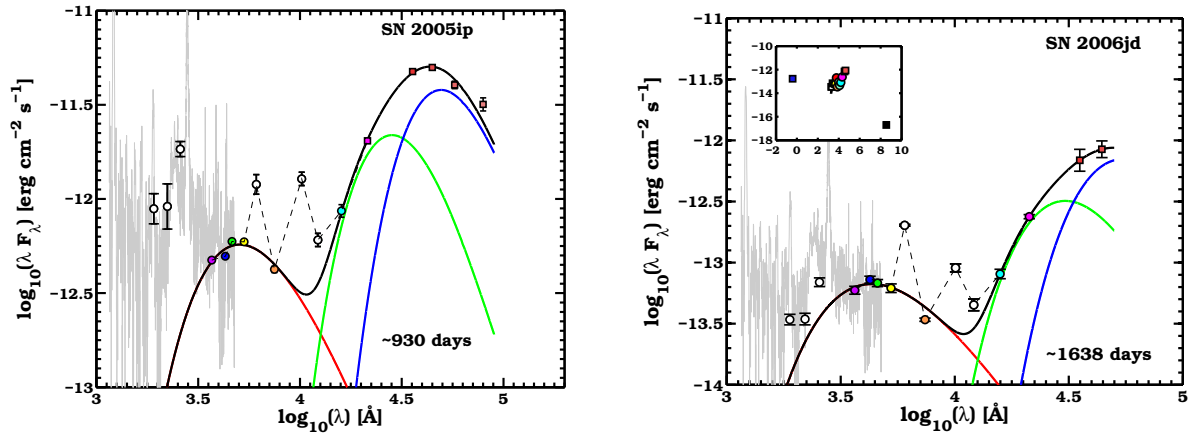 SN 2005ip
−11
−11.5
−12
−12.5
−13
log10(λ Fλ) [erg cm−2 s−1]
~930 days
3 3.5 4 4.5 5
log10(λ) [Å]
SN 2006jd
−11
−11.5
−12
−12.5
−13
−13.5
−14
log10(λ Fλ) [erg cm−2 s−1]
−10
−12
−14
−16
−18
−2 0 2 4 6 8 10
~1638 days
3 3.5 4 4.5 5
log10(λ) [Å]